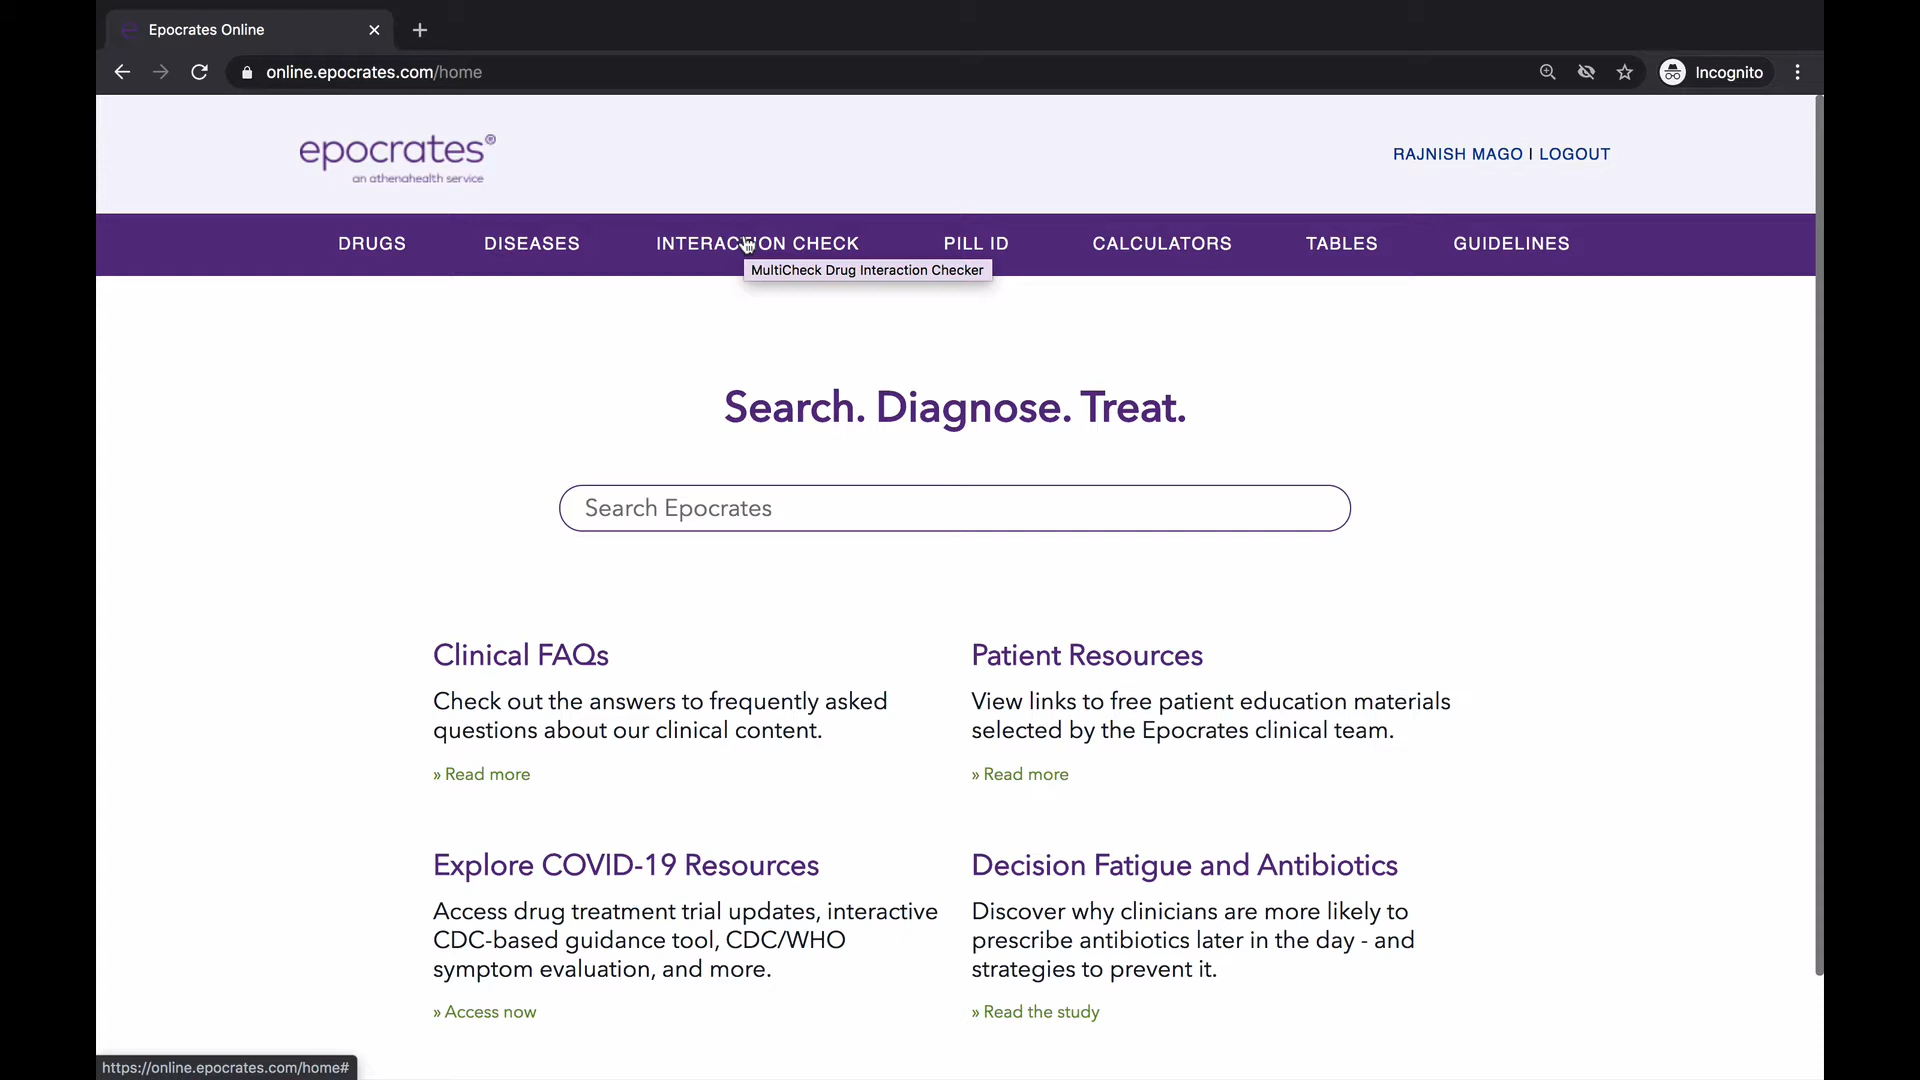 Epocrates Online
online.epocrates.com/home
Incognito
epocrates®
an athenahealth service
RAJNISH MAGO | LOGOUT
DRUGS
DISEASES
INTERACTION CHECK
PILL ID
CALCULATORS
TABLES
GUIDELINES
MultiCheck Drug Interaction Checker
Search. Diagnose. Treat.
Search Epocrates
Clinical FAQs
Check out the answers to frequently asked
questions about our clinical content.
» Read more
Patient Resources
View links to free patient education materials
selected by the Epocrates clinical team.
» Read more
Explore COVID-19 Resources
Access drug treatment trial updates, interactive
CDC-based guidance tool, CDC/WHO
symptom evaluation, and more.
» Access now
Decision Fatigue and Antibiotics
Discover why clinicians are more likely to
prescribe antibiotics later in the day - and
strategies to prevent it.
» Read the study
https://online.epocrates.com/home#